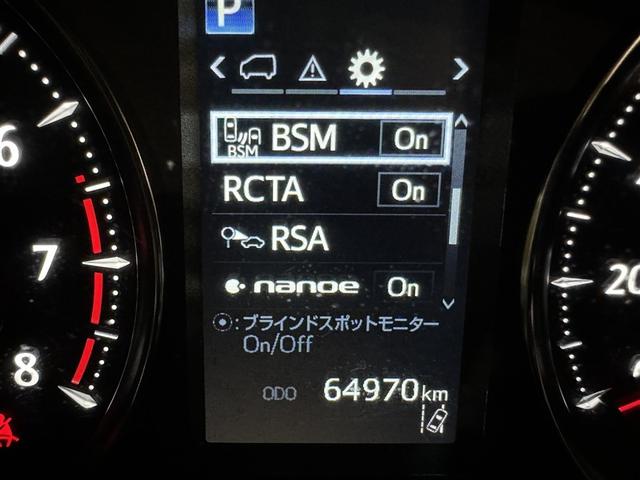 P
BSM BSM On
RCTA On
RSA
nanoe On
:ブラインドスポットモニター
On/Off
ODO 64970km
6
7
8
20